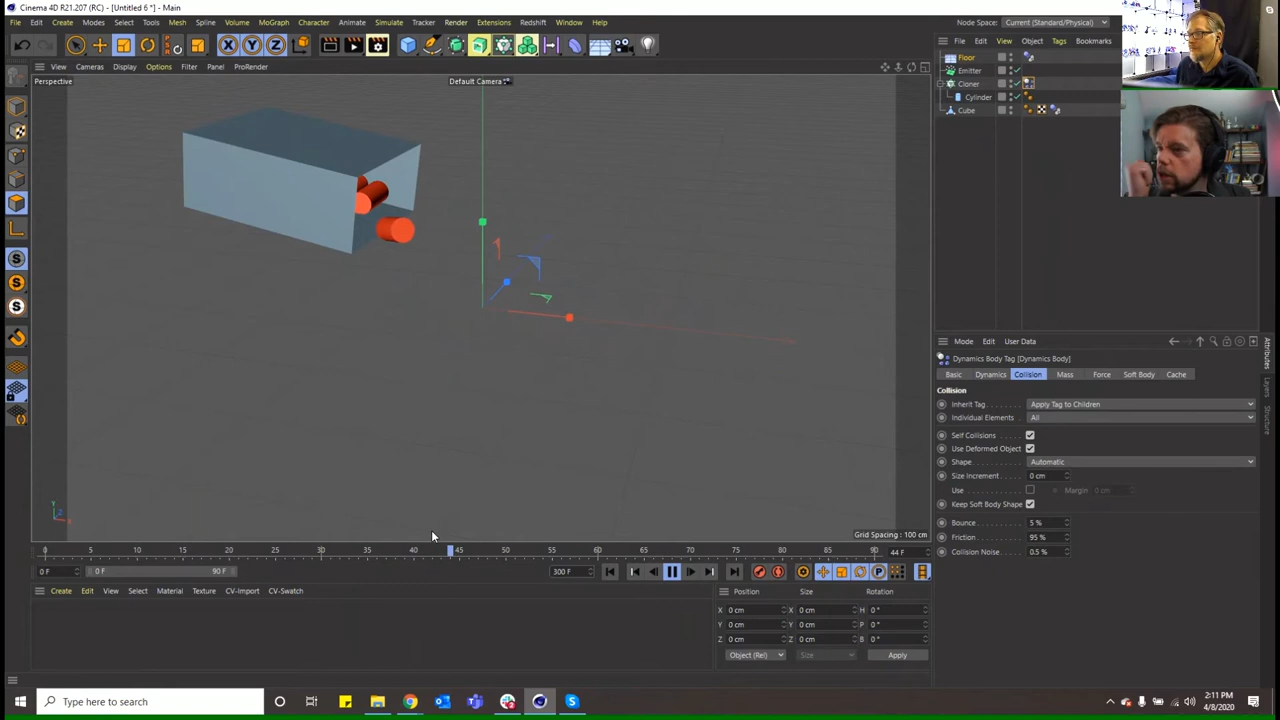 Cinema 4D R21.207 (RC) - [Untitled 6 *] - Main
File Edit Create Modes Select Tools Mesh Spline Volume MoGraph Character Animate Simulate Tracker Render Extensions Redshift Window Help
Node Space: Current (Standard/Physical)
X Y Z
File Edit View Object Tags Bookmarks
View Cameras Display Options Filter Panel ProRender
Perspective
Default Camera
Floor
Emitter
Cloner
Cylinder
Cube
S
S
S
Mode Edit User Data
Dynamics Body Tag [Dynamics Body]
Basic Dynamics Collision Mass Force Soft Body Cache
Collision
Inherit Tag Apply Tag to Children
Individual Elements All
Self Collisions
Use Deformed Object
Shape Automatic
Size Increment 0 cm
Use Margin 0 cm
Keep Soft Body Shape
Bounce 5 %
Friction 95 %
Collision Noise 0.5 %
Attributes
Layers
Structure
Y
Z
X
Grid Spacing : 100 cm
0 5 10 15 20 25 30 35 40 45 50 55 60 65 70 75 80 85 90 44 F
0 F 0 F 90 F 300 F P
Create Edit View Select Material Texture CV-Import CV-Swatch
Position Size Rotation
X 0 cm X 0 cm H 0 °
Y 0 cm Y 0 cm P 0 °
Z 0 cm Z 0 cm B 0 °
Object (Rel) Size Apply
Type here to search
2:11 PM
4/8/2020